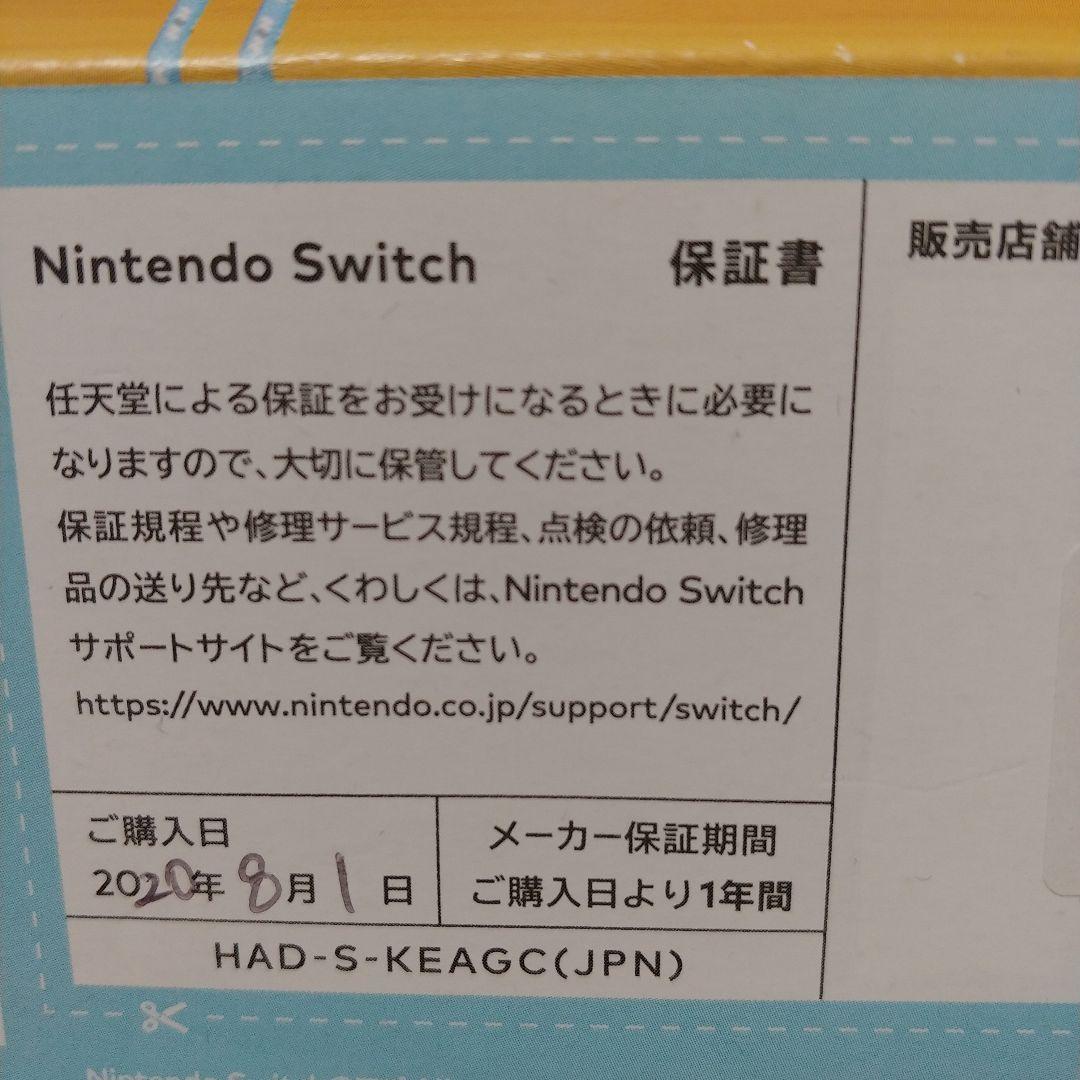 Nintendo Switch 保証書
販売店舗
任天堂による保証をお受けになるときに必要に
なりますので、大切に保管してください。
保証規程や修理サービス規程、点検の依頼、修理
品の送り先など、くわしくは、Nintendo Switch
サポートサイトをご覧ください。
https://www.nintendo.co.jp/support/switch/
ご購入日
2020年 8月 1日
メーカー保証期間
ご購入日より1年間
HAD-S-KEAGC(JPN)